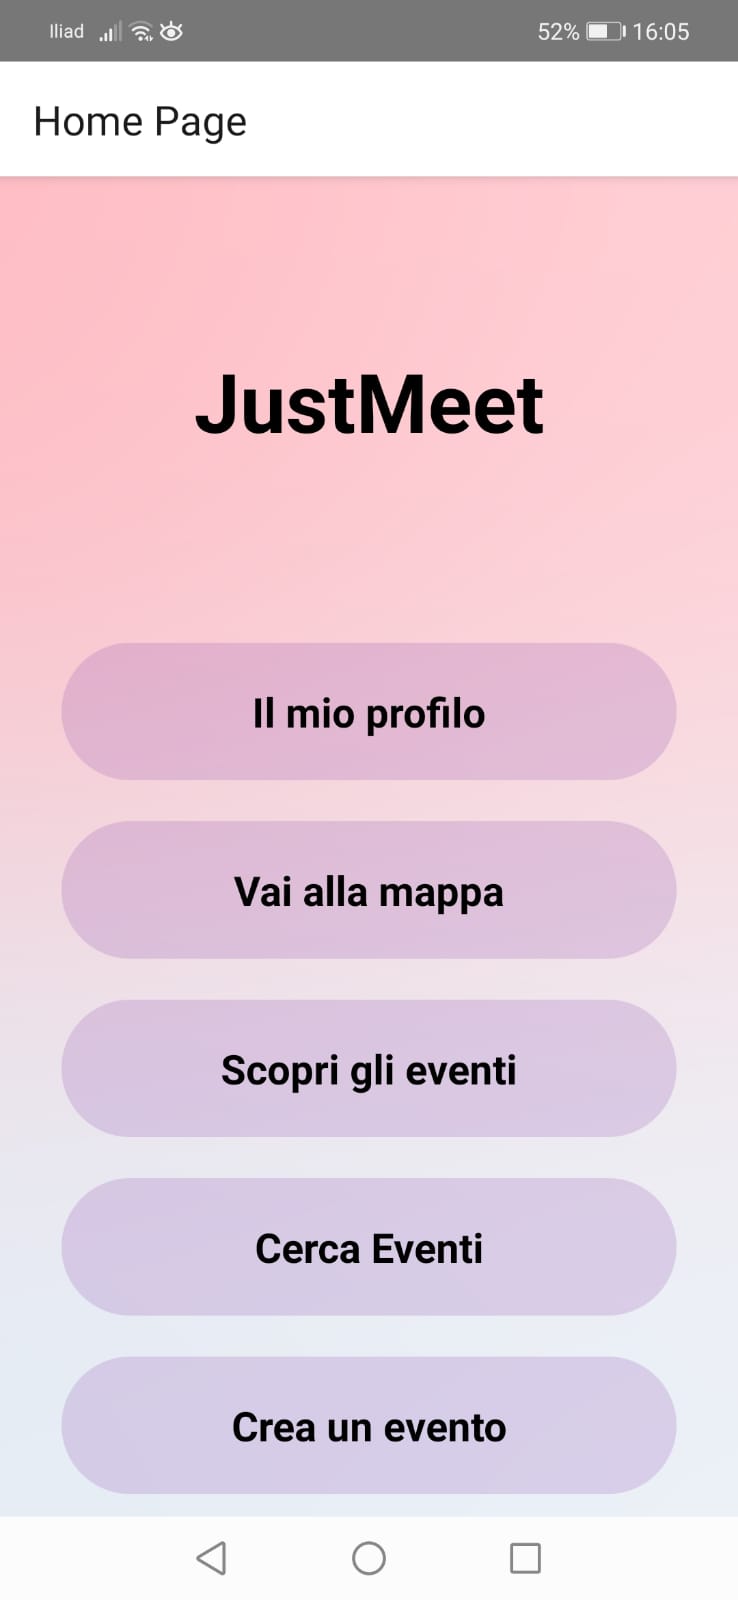 Iliad 52% 16:05
Home Page
JustMeet
Il mio profilo
Vai alla mappa
Scopri gli eventi
Cerca Eventi
Crea un evento